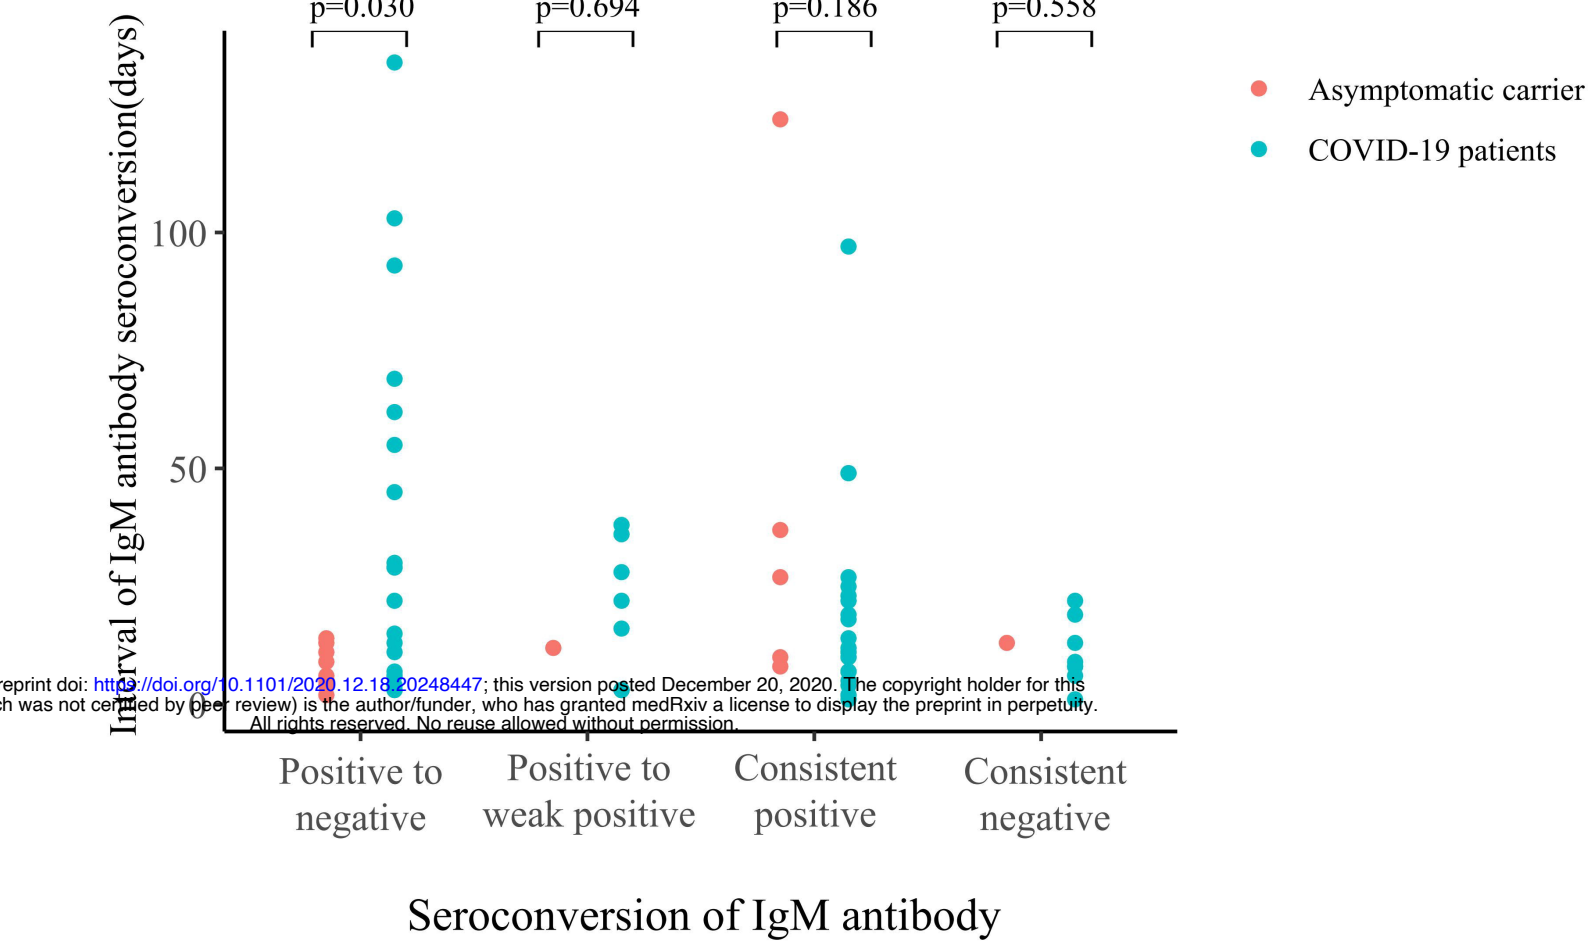 p=0.030 p=0.694 p=0.186 p=0.558
Asymptomatic carrier
COVID-19 patients
Interval of IgM antibody seroconversion(days)
100
50
0
reprint doi: https://doi.org/10.1101/2020.12.18.20248447; this version posted December 20, 2020. The copyright holder for this
ch was not certified by peer review) is the author/funder, who has granted medRxiv a license to display the preprint in perpetuity.
All rights reserved. No reuse allowed without permission.
Positive to
negative
Positive to
weak positive
Consistent
positive
Consistent
negative
Seroconversion of IgM antibody